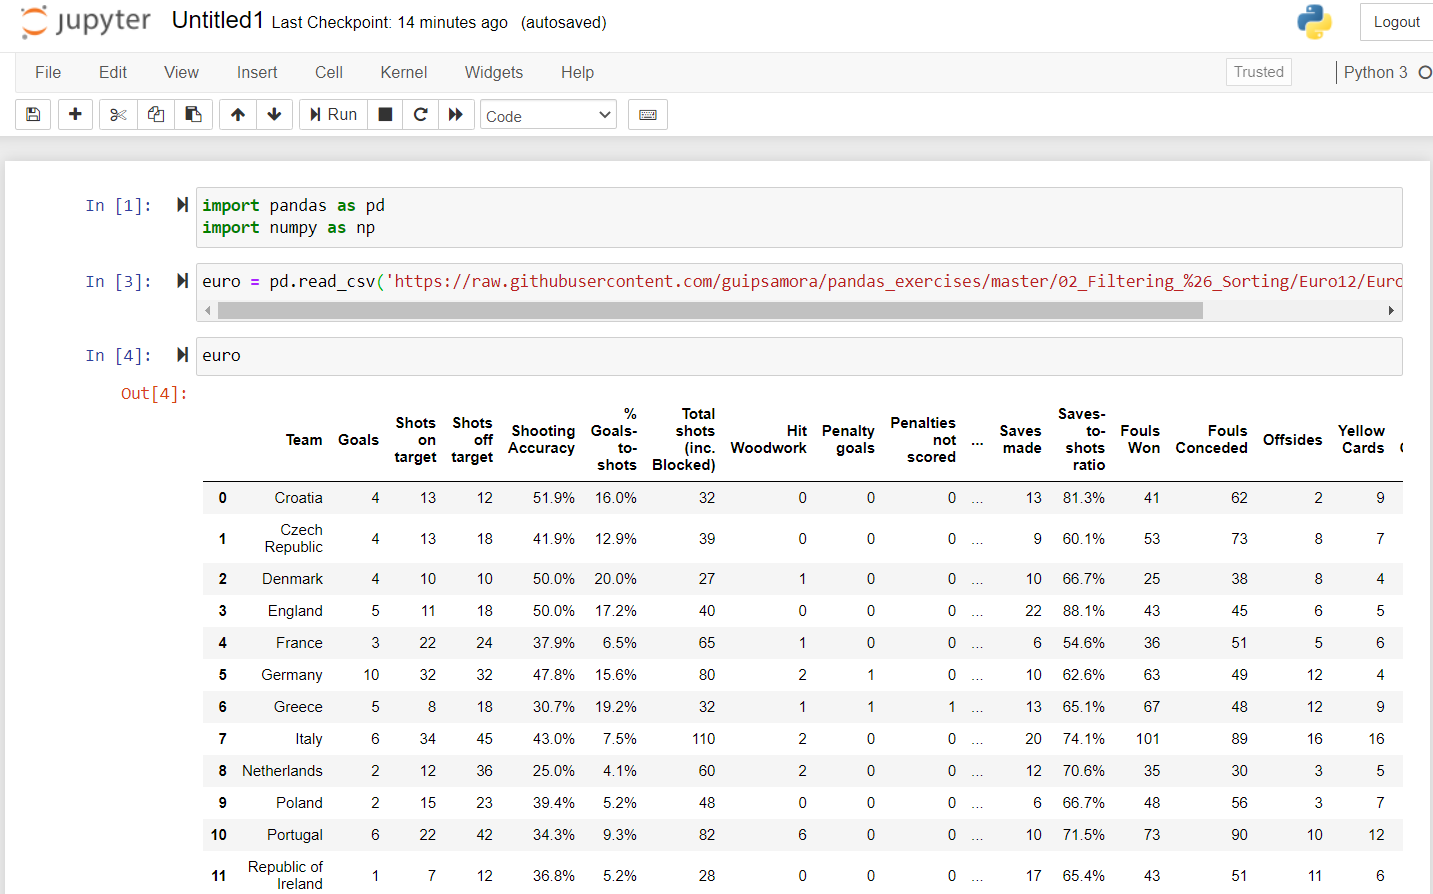 jupyter Untitled1 Last Checkpoint: 14 minutes ago (autosaved) Logout
File Edit View Insert Cell Kernel Widgets Help Trusted Python 3
Run Code
In [1]: import pandas as pd
import numpy as np
In [3]: euro = pd.read_csv('https://raw.githubusercontent.com/guipsamora/pandas_exercises/master/02_Filtering_%26_Sorting/Euro12/Euro
In [4]: euro
Out[4]:
Team Goals Shots on target Shots off target Shooting Accuracy % Goals-to-shots Total shots (inc. Blocked) Hit Woodwork Penalty goals Penalties not scored ... Saves made Saves-to-shots ratio Fouls Won Fouls Conceded Offsides Yellow Cards
0 Croatia 4 13 12 51.9% 16.0% 32 0 0 0 ... 13 81.3% 41 62 2 9
1 Czech Republic 4 13 18 41.9% 12.9% 39 0 0 0 ... 9 60.1% 53 73 8 7
2 Denmark 4 10 10 50.0% 20.0% 27 1 0 0 ... 10 66.7% 25 38 8 4
3 England 5 11 18 50.0% 17.2% 40 0 0 0 ... 22 88.1% 43 45 6 5
4 France 3 22 24 37.9% 6.5% 65 1 0 0 ... 6 54.6% 36 51 5 6
5 Germany 10 32 32 47.8% 15.6% 80 2 1 0 ... 10 62.6% 63 49 12 4
6 Greece 5 8 18 30.7% 19.2% 32 1 1 1 ... 13 65.1% 67 48 12 9
7 Italy 6 34 45 43.0% 7.5% 110 2 0 0 ... 20 74.1% 101 89 16 16
8 Netherlands 2 12 36 25.0% 4.1% 60 2 0 0 ... 12 70.6% 35 30 3 5
9 Poland 2 15 23 39.4% 5.2% 48 0 0 0 ... 6 66.7% 48 56 3 7
10 Portugal 6 22 42 34.3% 9.3% 82 6 0 0 ... 10 71.5% 73 90 10 12
11 Republic of Ireland 1 7 12 36.8% 5.2% 28 0 0 0 ... 17 65.4% 43 51 11 6